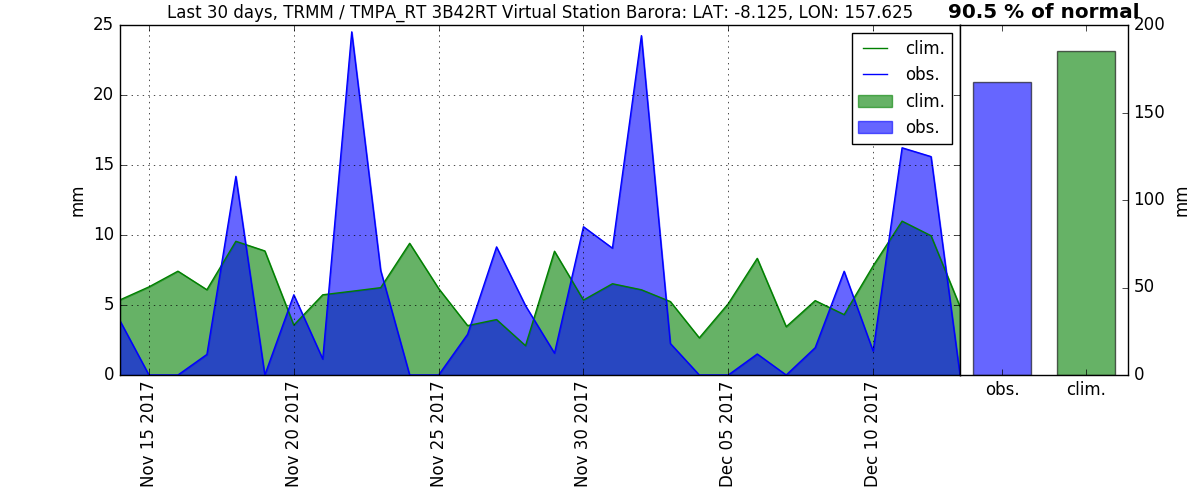 Last 30 days, TRMM / TMPA_RT 3B42RT Virtual Station Barora: LAT: -8.125, LON: 157.625
90.5 % of normal
25
20
15
10
5
0
mm
clim.
obs.
clim.
obs.
200
150
100
50
0
mm
obs.
clim.
Nov 15 2017
Nov 20 2017
Nov 25 2017
Nov 30 2017
Dec 05 2017
Dec 10 2017